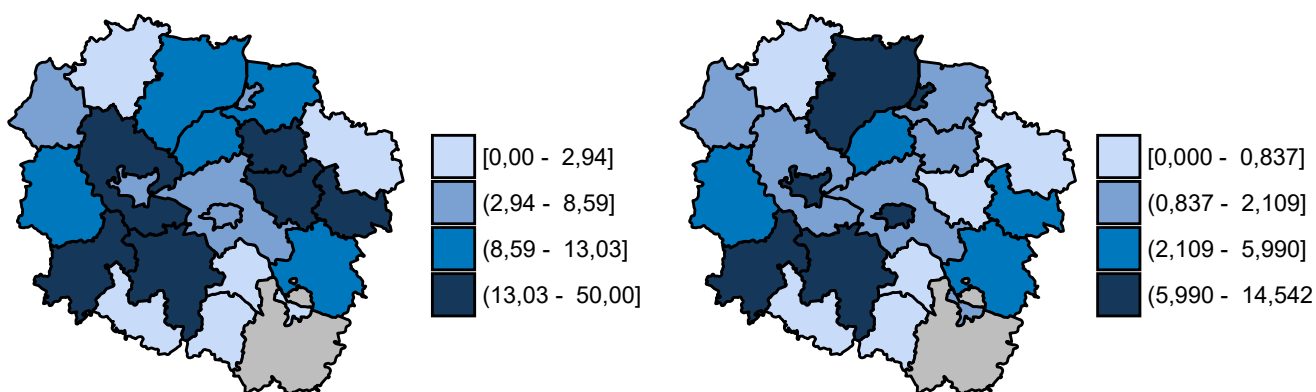 [0,00 - 2,94]
(2,94 - 8,59]
(8,59 - 13,03]
(13,03 - 50,00]
[0,000 - 0,837]
(0,837 - 2,109]
(2,109 - 5,990]
(5,990 - 14,542